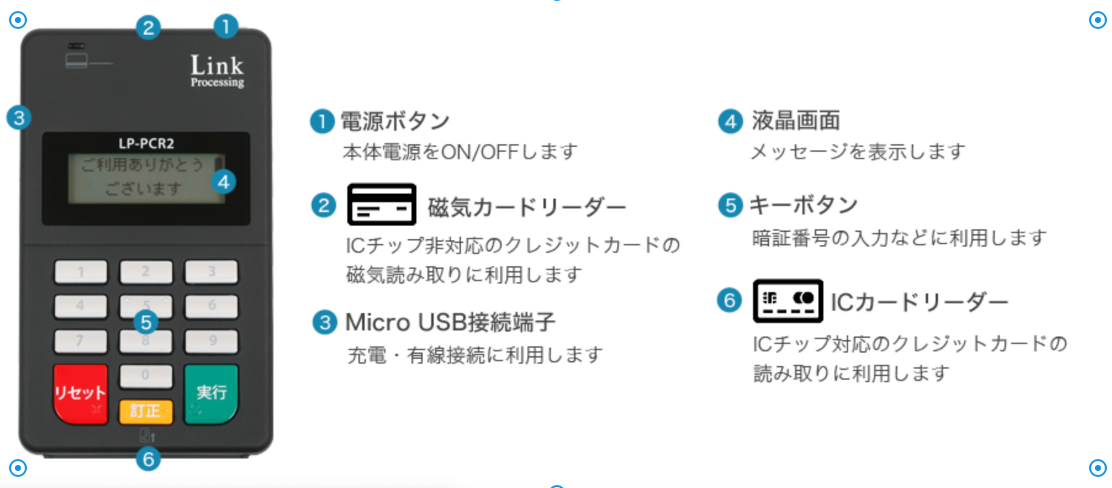 Link
Processing
LP-PCR2
ご利用ありがとう
ございます
1
2
3
4
5
6
7
8
9
0
リセット
訂正
実行
1
2
3
4
5
6
1 電源ボタン
本体電源をON/OFFします
2 磁気カードリーダー
ICチップ非対応のクレジットカードの
磁気読み取りに利用します
3 Micro USB接続端子
充電・有線接続に利用します
4 液晶画面
メッセージを表示します
5 キーボタン
暗証番号の入力などに利用します
6 ICカードリーダー
ICチップ対応のクレジットカードの
読み取りに利用します